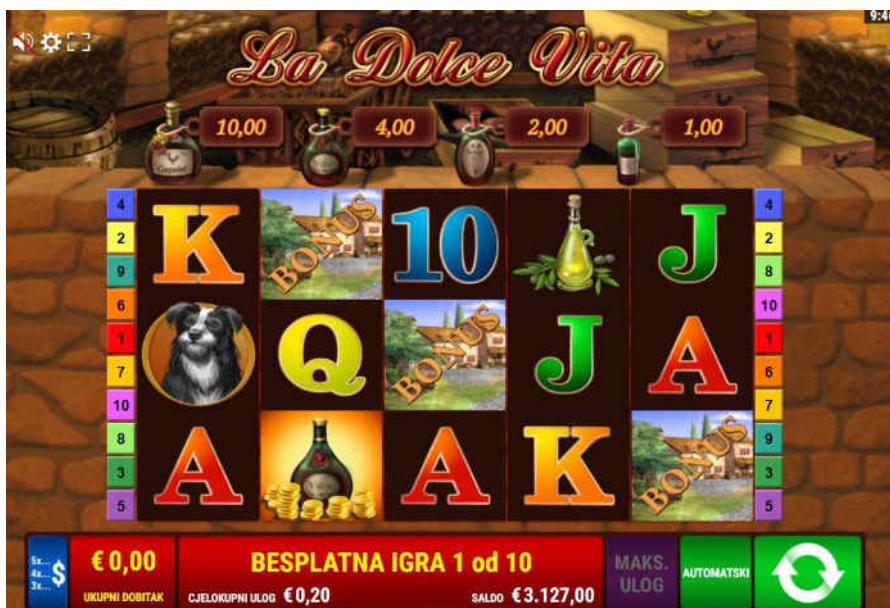 9:4
La Dolce Vita
10,00 4,00 2,00 1,00
4 4
K BONUS 10 J
2 2
9 8
6 10
1 Q BONUS J A 1
7 6
10 7
8 9
A A K BONUS
3 3
5 5
5x...
4x...
3x...
$
€ 0,00
UKUPNI DOBITAK
BESPLATNA IGRA 1 od 10
CJELOKUPNI ULOG € 0,20 SALDO € 3.127,00
MAKS.
ULOG
AUTOMATSKI